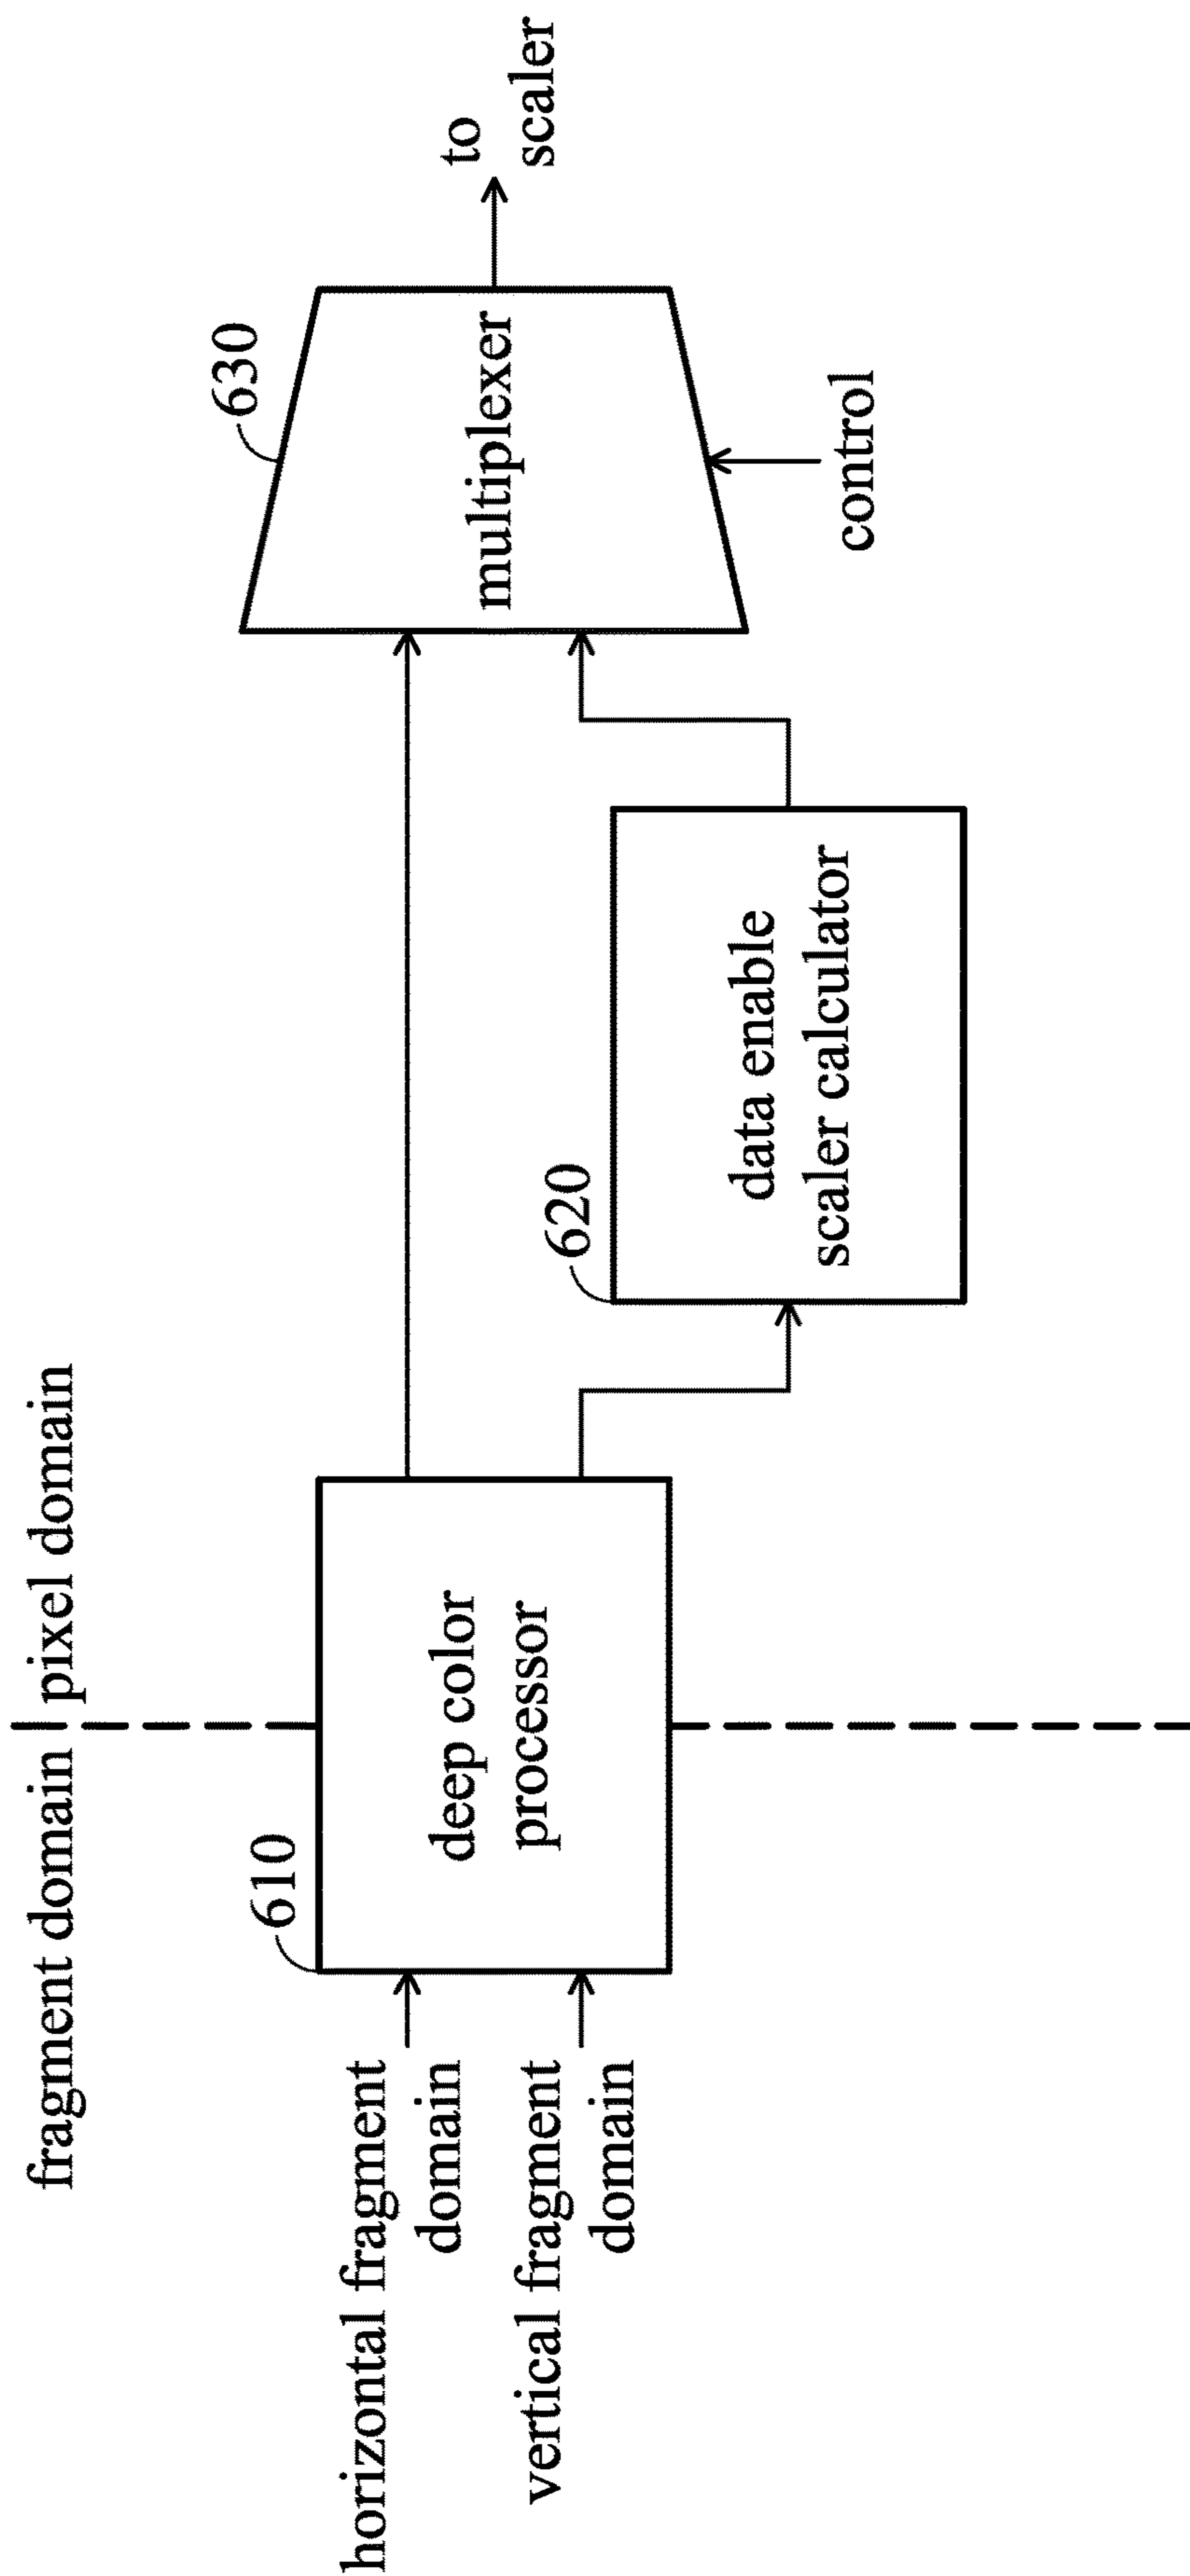 fragment domain
pixel domain
610
630
horizontal fragment
domain
vertical fragment
domain
deep color
processor
620
data enable
scaler calculator
multiplexer
control
to
scaler